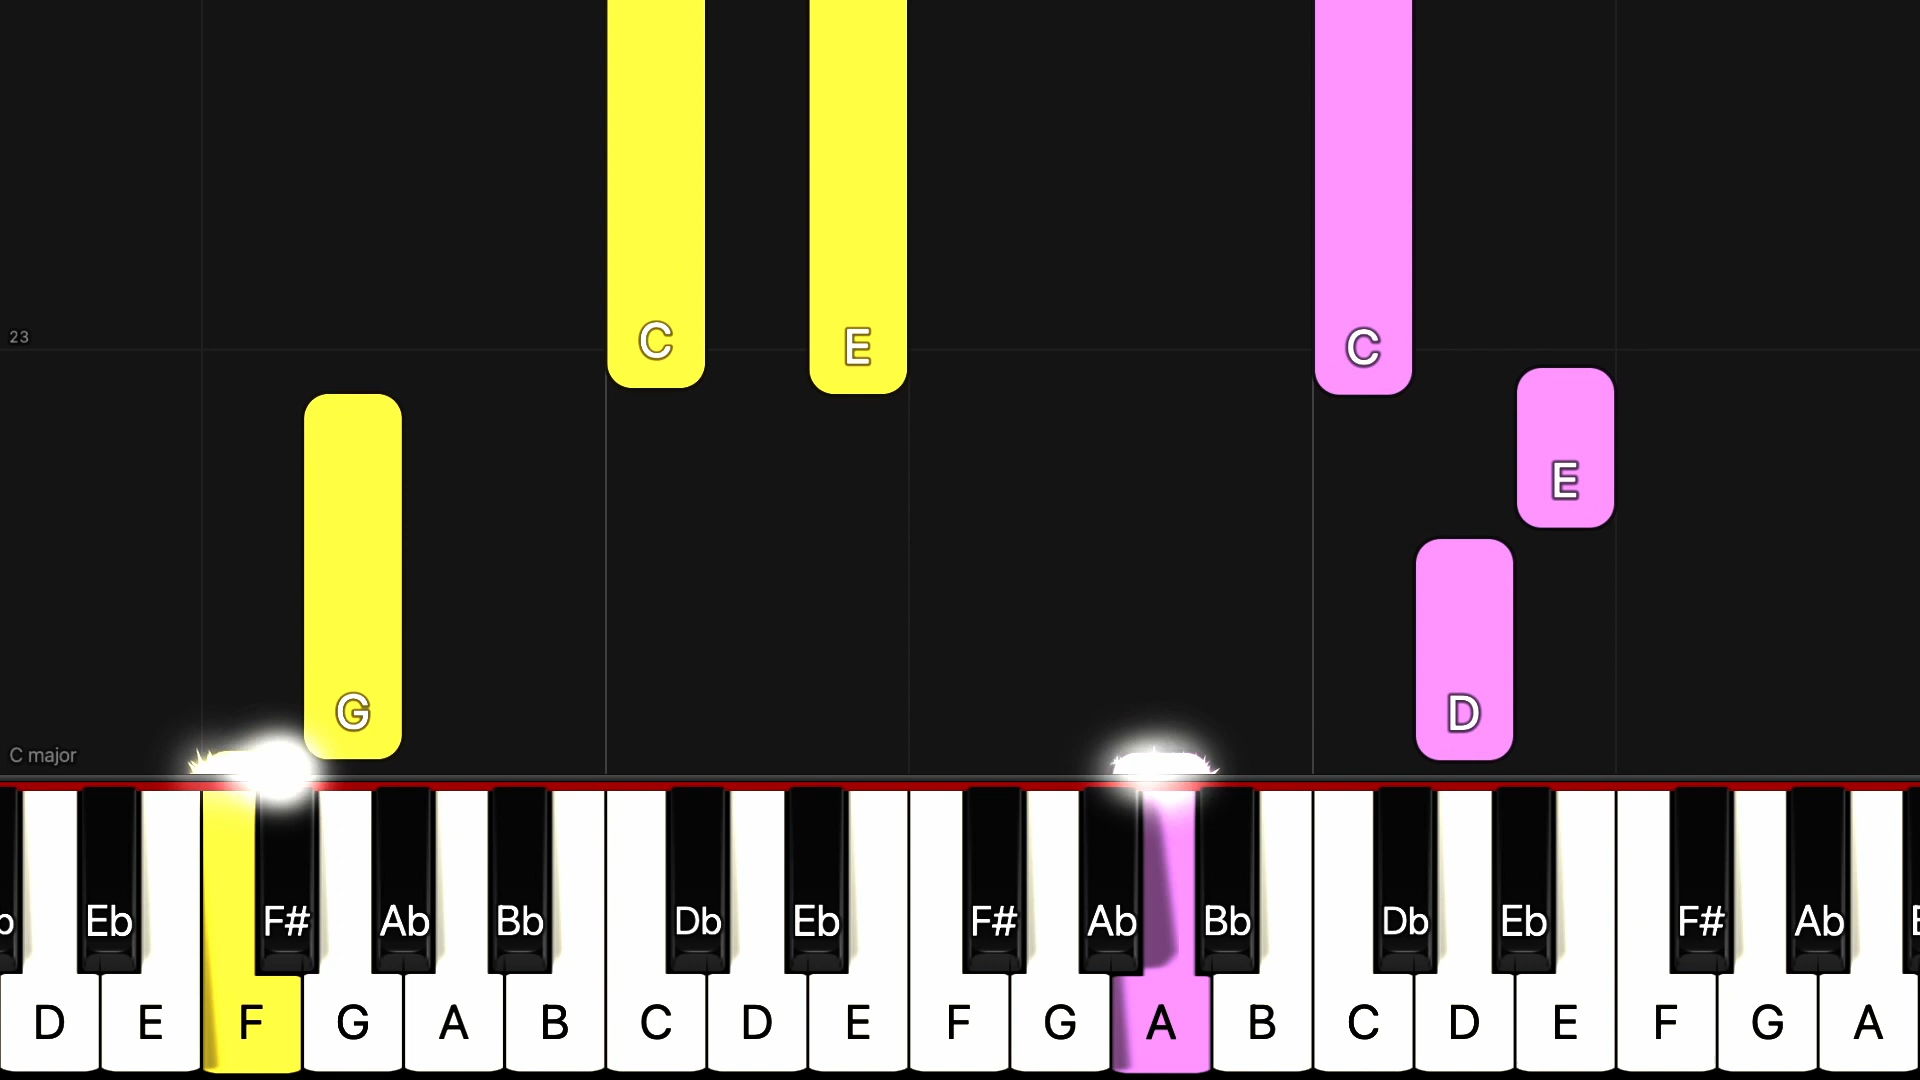 C E C
23
E
G D
C major
b Eb F# Ab Bb Db Eb F# Ab Bb Db Eb F# Ab
D E F G A B C D E F G A B C D E F G A